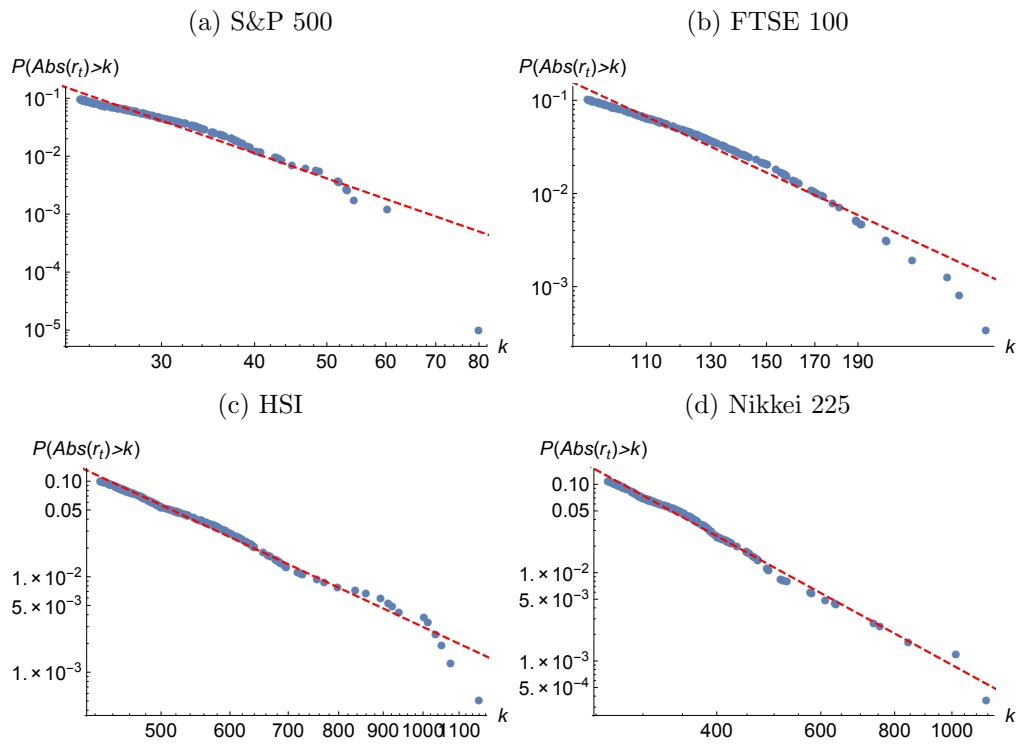 (a) S&P 500
P(Abs(rₜ)>k)
10⁻¹
10⁻²
10⁻³
10⁻⁴
10⁻⁵
30 40 50 60 70 80 k
(b) FTSE 100
P(Abs(rₜ)>k)
10⁻¹
10⁻²
10⁻³
110 130 150 170 190 k
(c) HSI
P(Abs(rₜ)>k)
0.10
0.05
1.×10⁻²
5.×10⁻³
1.×10⁻³
500 600 700 800 900 1000 1100 k
(d) Nikkei 225
P(Abs(rₜ)>k)
0.10
0.05
1.×10⁻²
5.×10⁻³
1.×10⁻³
5.×10⁻⁴
400 600 800 1000 k